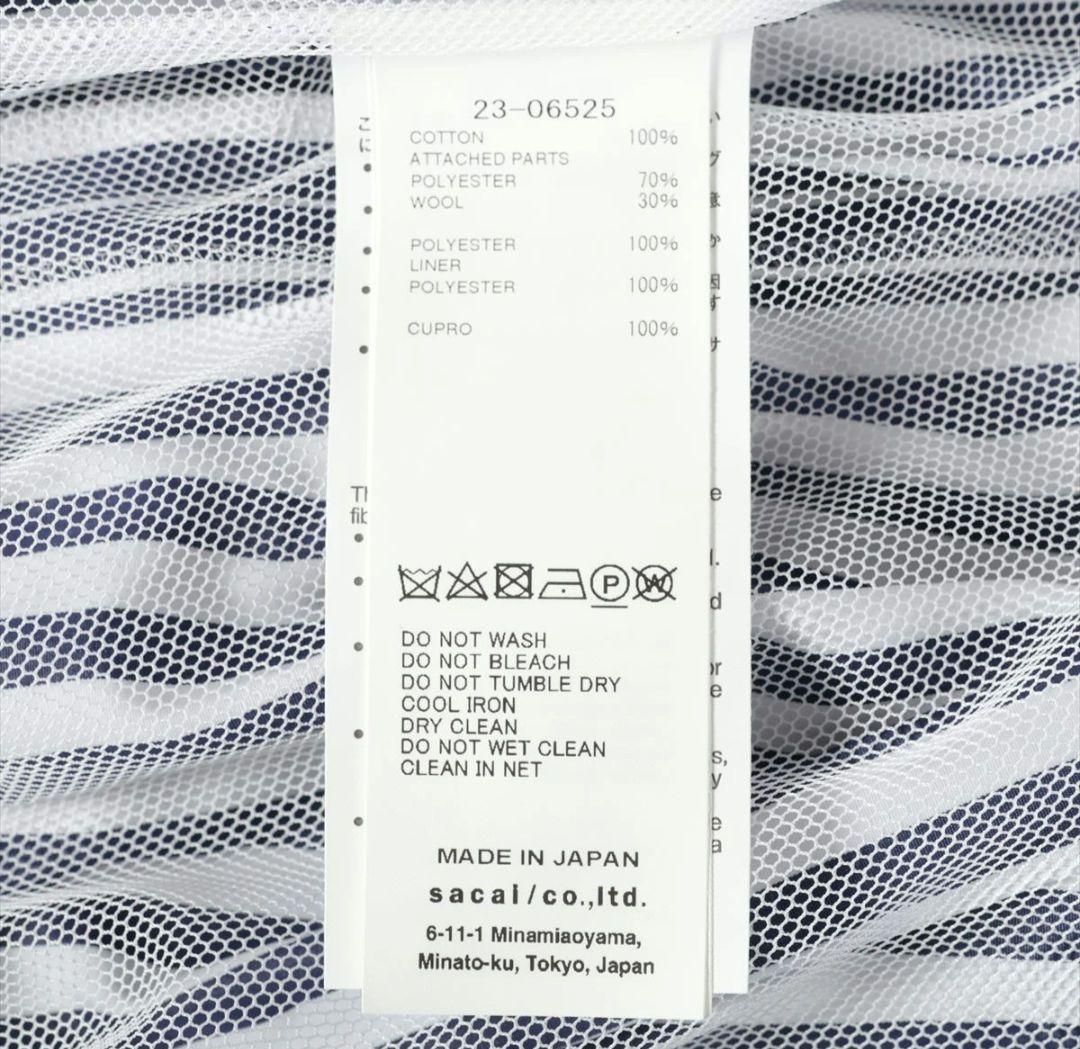 23-06525
COTTON 100%
ATTACHED PARTS
POLYESTER 70%
WOOL 30%
POLYESTER 100%
LINER
POLYESTER 100%
CUPRO 100%
P W
DO NOT WASH
DO NOT BLEACH
DO NOT TUMBLE DRY
COOL IRON
DRY CLEAN
DO NOT WET CLEAN
CLEAN IN NET
MADE IN JAPAN
sacai/co.,ltd.
6-11-1 Minamiaoyama,
Minato-ku, Tokyo, Japan